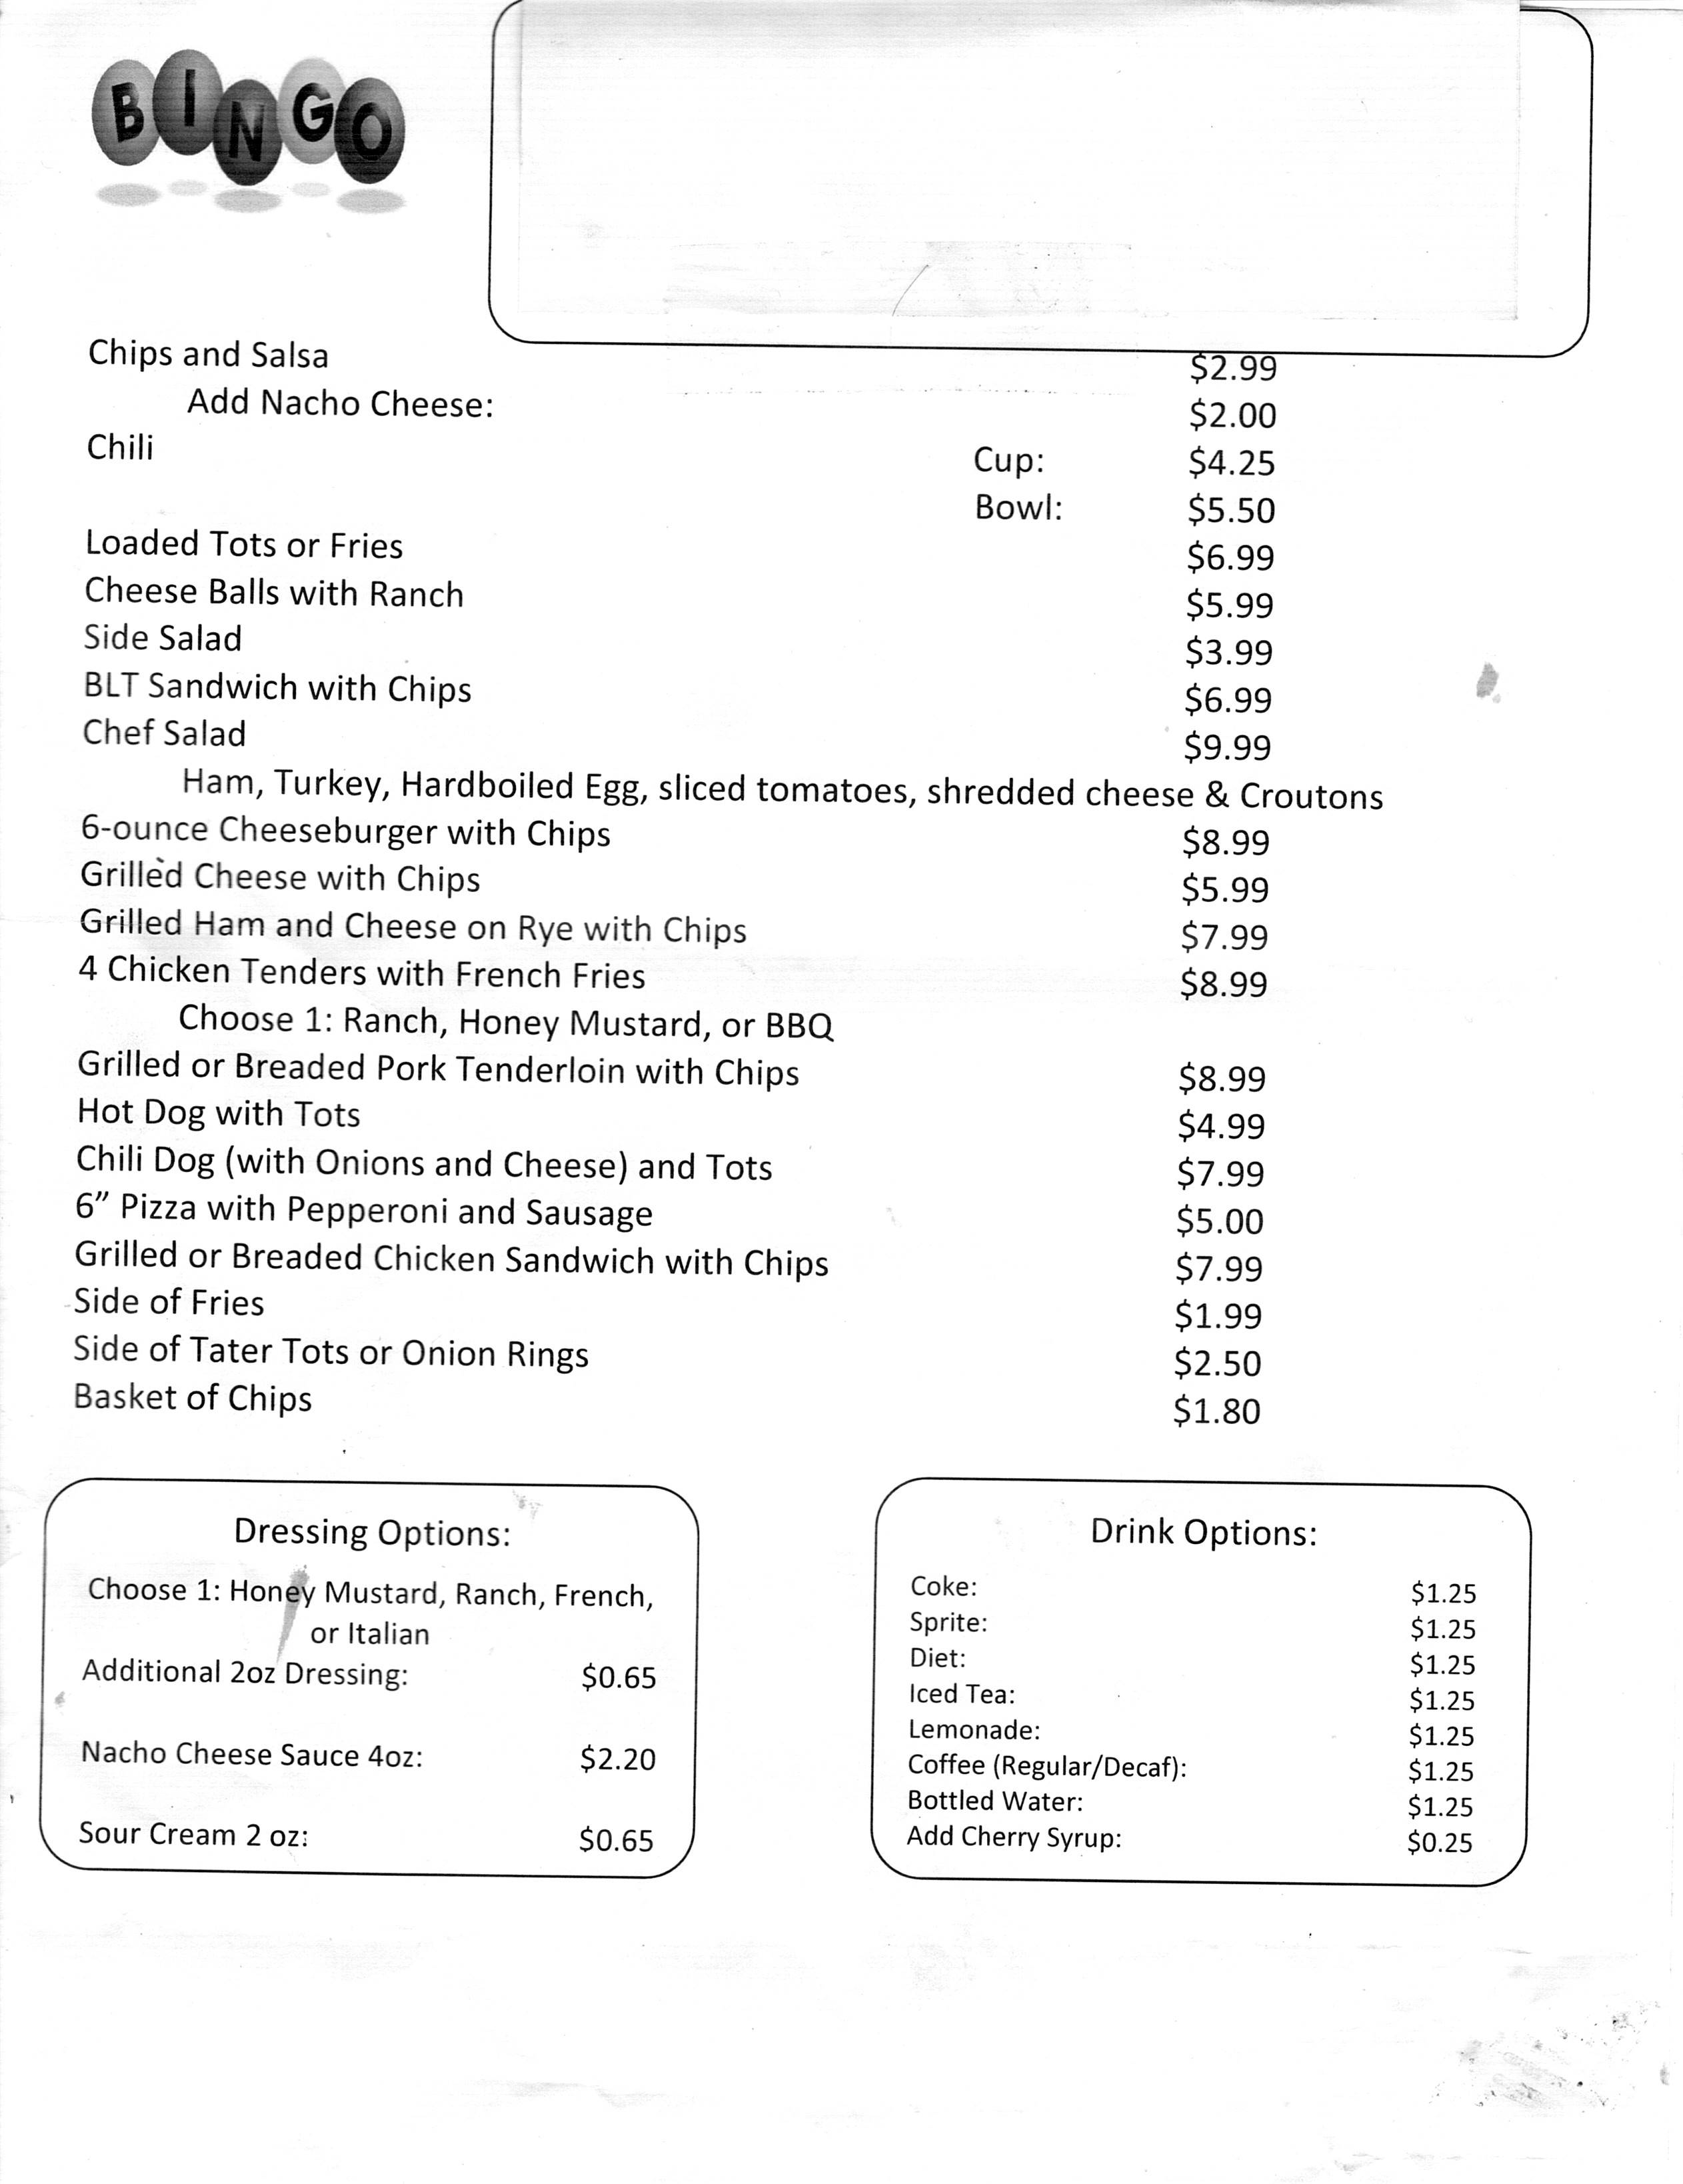 BINGO
Chips and Salsa $2.99
Add Nacho Cheese: $2.00
Chili Cup: $4.25
Bowl: $5.50
Loaded Tots or Fries $6.99
Cheese Balls with Ranch $5.99
Side Salad $3.99
BLT Sandwich with Chips $6.99
Chef Salad $9.99
Ham, Turkey, Hardboiled Egg, sliced tomatoes, shredded cheese & Croutons
6-ounce Cheeseburger with Chips $8.99
Grilled Cheese with Chips $5.99
Grilled Ham and Cheese on Rye with Chips $7.99
4 Chicken Tenders with French Fries $8.99
Choose 1: Ranch, Honey Mustard, or BBQ
Grilled or Breaded Pork Tenderloin with Chips $8.99
Hot Dog with Tots $4.99
Chili Dog (with Onions and Cheese) and Tots $7.99
6” Pizza with Pepperoni and Sausage $5.00
Grilled or Breaded Chicken Sandwich with Chips $7.99
Side of Fries $1.99
Side of Tater Tots or Onion Rings $2.50
Basket of Chips $1.80
Dressing Options:
Choose 1: Honey Mustard, Ranch, French,
or Italian
Additional 2oz Dressing: $0.65
Nacho Cheese Sauce 4oz: $2.20
Sour Cream 2 oz: $0.65
Drink Options:
Coke: $1.25
Sprite: $1.25
Diet: $1.25
Iced Tea: $1.25
Lemonade: $1.25
Coffee (Regular/Decaf): $1.25
Bottled Water: $1.25
Add Cherry Syrup: $0.25